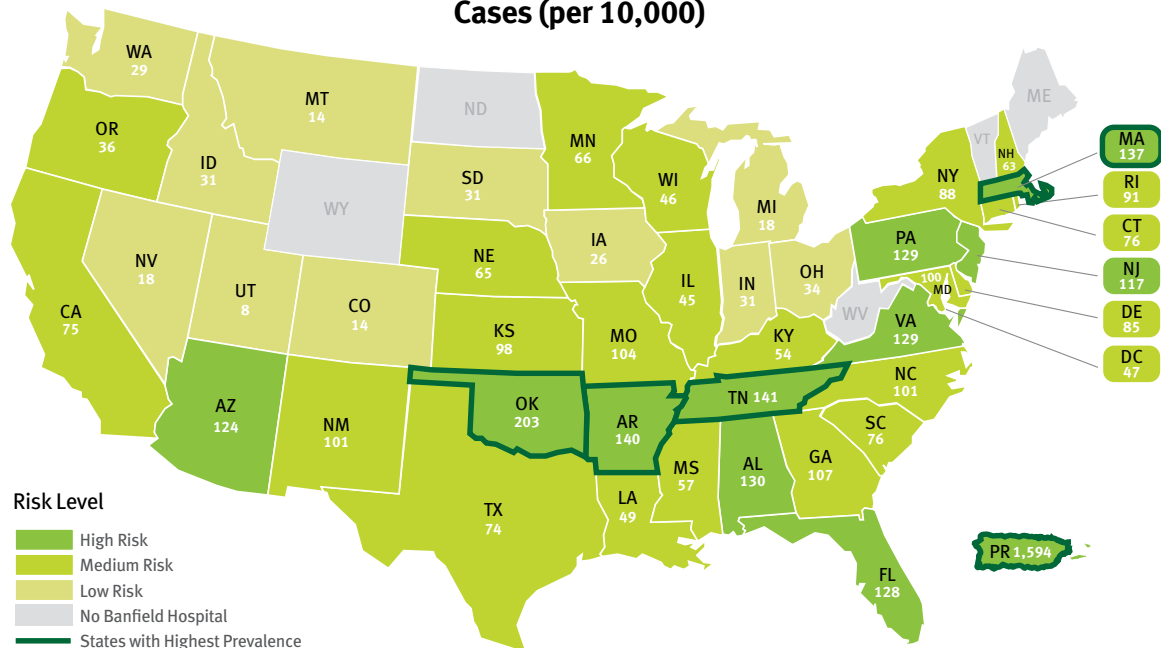 Cases (per 10,000)
WA
29
MT
14
ND
ME
OR
36
ID
31
MN
66
VT
NH
63
MA
137
WI
46
SD
31
NY
88
RI
91
WY
MI
18
CT
76
IA
26
PA
129
NE
65
NV
18
NJ
117
UT
8
CO
14
IL
45
IN
31
OH
34
100
MD
CA
75
WV
VA
129
DE
85
KS
98
MO
104
KY
54
DC
47
NC
101
AZ
124
NM
101
OK
203
AR
140
TN 141
SC
76
MS
57
AL
130
GA
107
TX
74
LA
49
FL
128
PR 1,594
Risk Level
High Risk
Medium Risk
Low Risk
No Banfield Hospital
States with Highest Prevalence